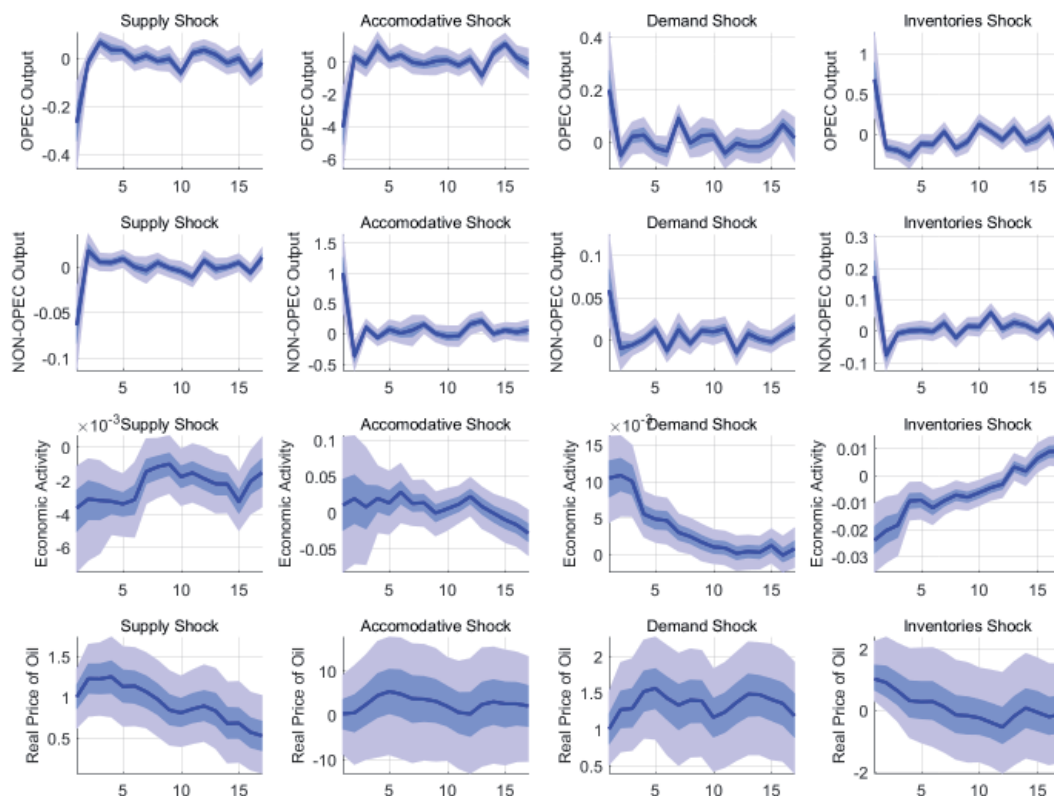 Supply Shock
Accomodative Shock
Demand Shock
Inventories Shock
OPEC Output
0
-0.2
-0.4
5 10 15
OPEC Output
0
-2
-4
-6
5 10 15
OPEC Output
0.4
0.2
0
5 10 15
OPEC Output
1
0.5
0
5 10 15
Supply Shock
Accomodative Shock
Demand Shock
Inventories Shock
NON-OPEC Output
0
-0.05
-0.1
5 10 15
NON-OPEC Output
1.5
1
0.5
0
-0.5
5 10 15
NON-OPEC Output
0.1
0.05
0
5 10 15
NON-OPEC Output
0.3
0.2
0.1
0
-0.1
5 10 15
×10-3 Supply Shock
Accomodative Shock
×10-3 Demand Shock
Inventories Shock
Economic Activity
0
-2
-4
-6
5 10 15
Economic Activity
0.1
0.05
0
-0.05
5 10 15
Economic Activity
15
10
5
0
5 10 15
Economic Activity
0.01
0
-0.01
-0.02
-0.03
5 10 15
Supply Shock
Accomodative Shock
Demand Shock
Inventories Shock
Real Price of Oil
1.5
1
0.5
5 10 15
Real Price of Oil
10
0
-10
5 10 15
Real Price of Oil
2
1.5
1
0.5
5 10 15
Real Price of Oil
2
0
-2
5 10 15